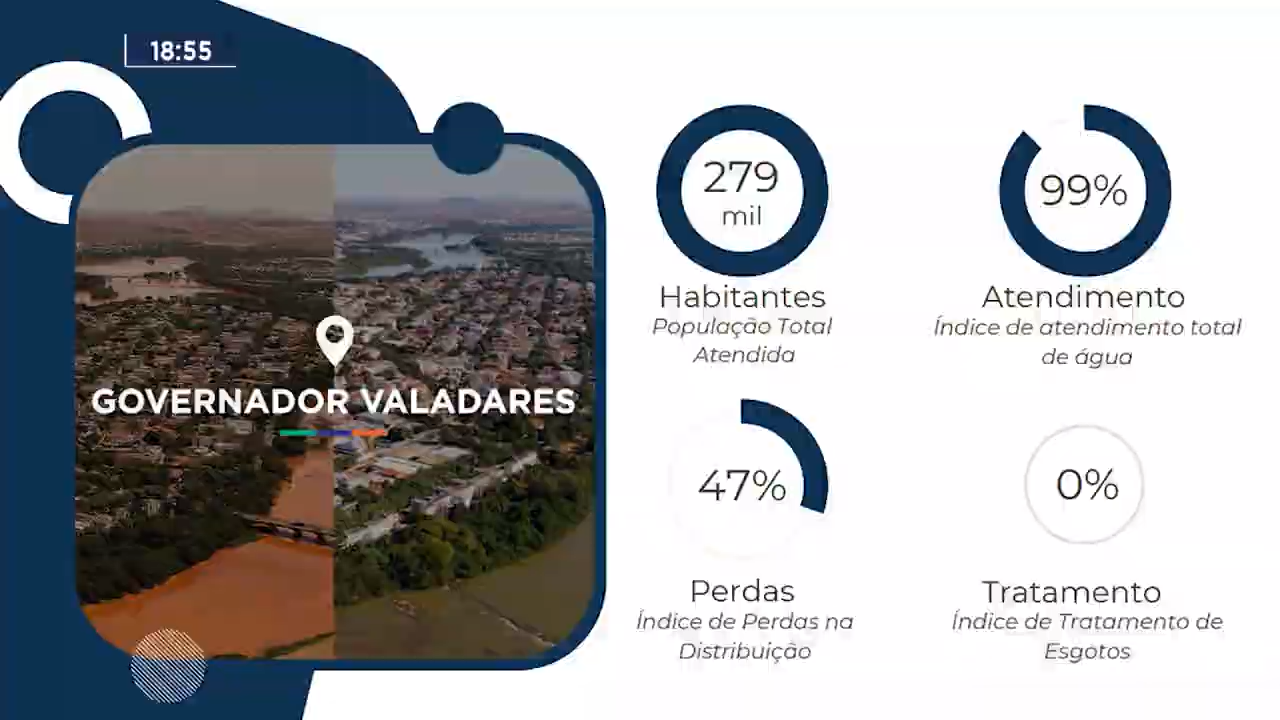 18:55
GOVERNADOR VALADARES
279
mil
Habitantes
População Total
Atendida
99%
Atendimento
Índice de atendimento total
de água
47%
Perdas
Índice de Perdas na
Distribuição
0%
Tratamento
Índice de Tratamento de
Esgotos